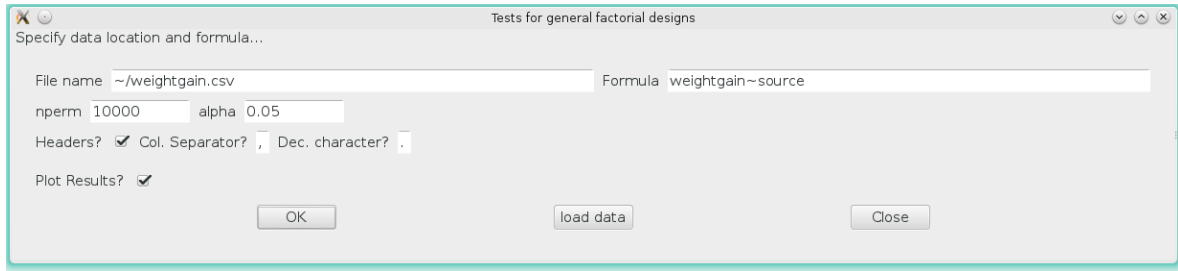 Tests for general factorial designs
Specify data location and formula...
File name ~/weightgain.csv Formula weightgain~source
nperm 10000 alpha 0.05
Headers? Col. Separator? , Dec. character? .
Plot Results?
OK load data Close